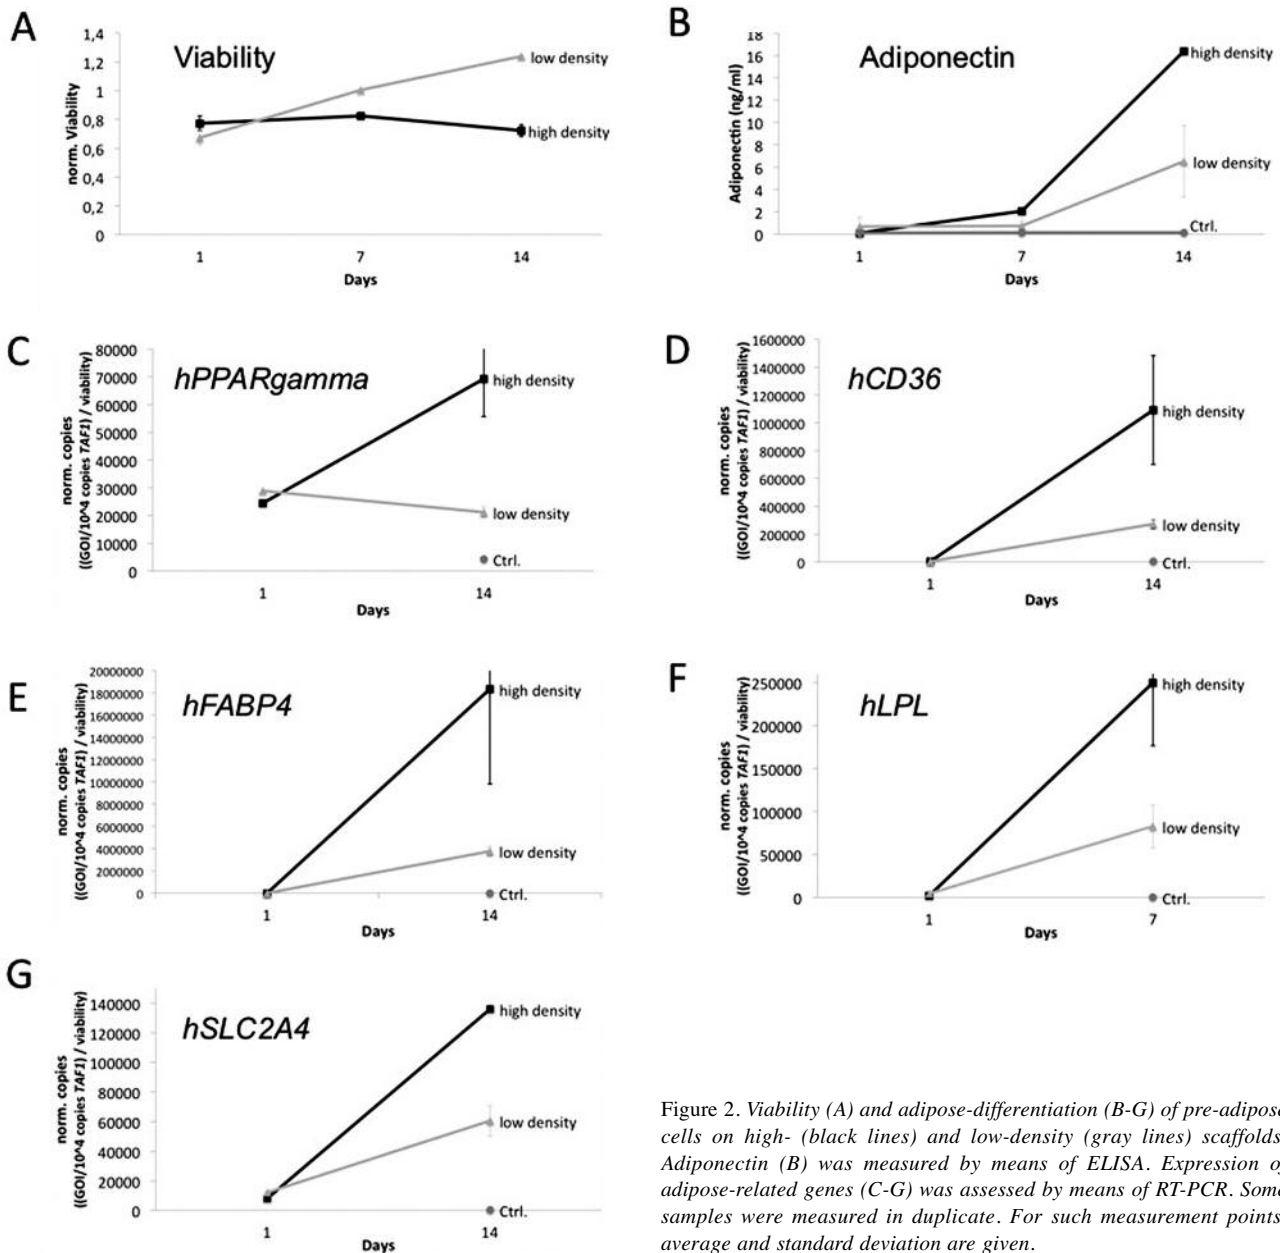 A
Viability
norm. Viability
1,4
1,2
1
0,8
0,6
0,4
0,2
0
low density
high density
1 7 14
Days
B
Adiponectin
Adiponectin (ng/ml)
18
16
14
12
10
8
6
4
2
0
high density
low density
Ctrl.
1 7 14
Days
C
hPPARgamma
norm. copies
((GOI/10^4 copies TAF1) / viability)
80000
70000
60000
50000
40000
30000
20000
10000
0
high density
low density
Ctrl.
1 14
Days
D
hCD36
norm. copies
((GOI/10^4 copies TAF1) / viability)
1600000
1400000
1200000
1000000
800000
600000
400000
200000
0
high density
low density
Ctrl.
1 14
Days
E
hFABP4
norm. copies
((GOI/10^4 copies TAF1) / viability)
20000000
18000000
16000000
14000000
12000000
10000000
8000000
6000000
4000000
2000000
0
high density
low density
Ctrl.
1 14
Days
F
hLPL
norm. copies
((GOI/10^4 copies TAF1) / viability)
250000
200000
150000
100000
50000
0
high density
low density
Ctrl.
1 7
Days
G
hSLC2A4
norm. copies
((GOI/10^4 copies TAF1) / viability)
140000
120000
100000
80000
60000
40000
20000
0
high density
low density
Ctrl.
1 14
Days
Figure 2. Viability (A) and adipose-differentiation (B-G) of pre-adipose
cells on high- (black lines) and low-density (gray lines) scaffolds.
Adiponectin (B) was measured by means of ELISA. Expression of
adipose-related genes (C-G) was assessed by means of RT-PCR. Some
samples were measured in duplicate. For such measurement points,
average and standard deviation are given.